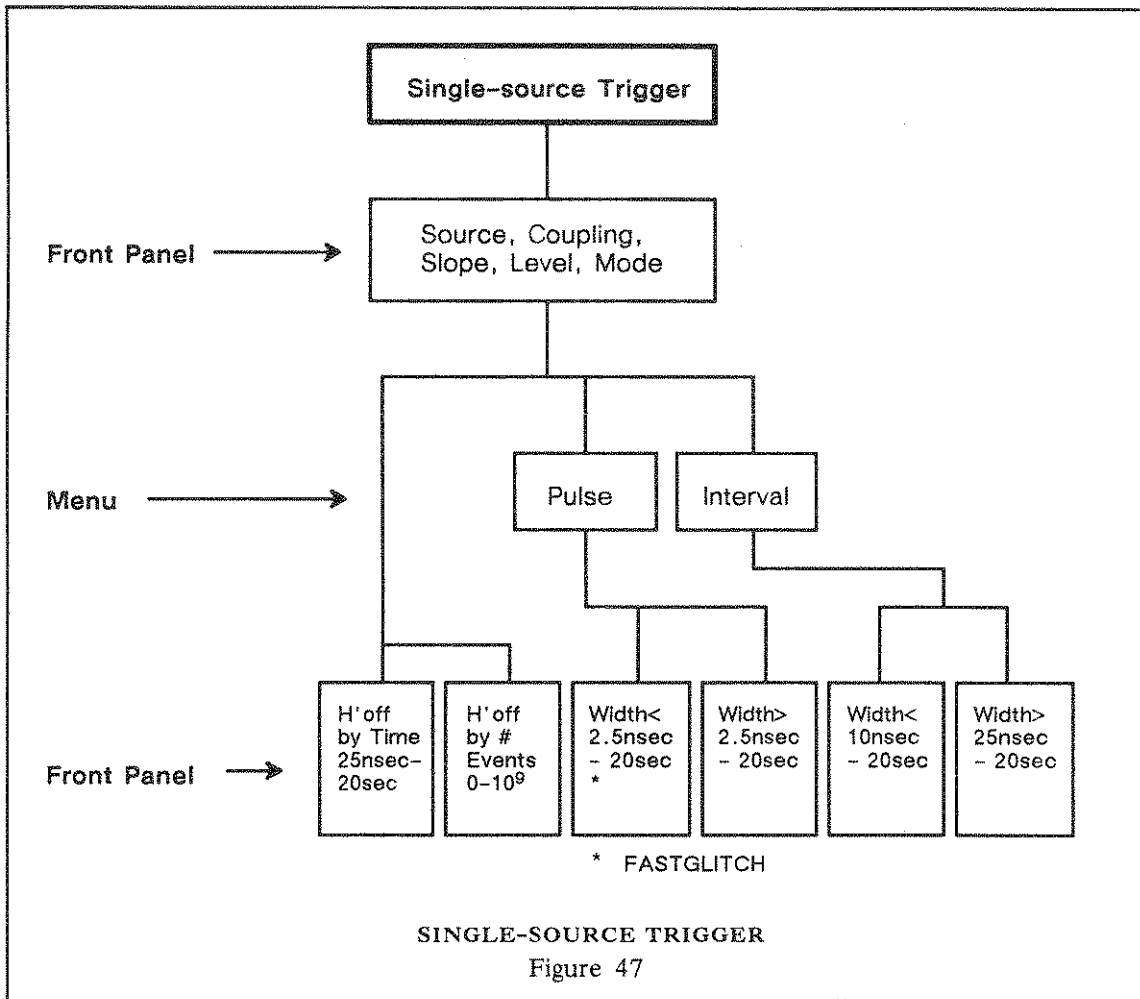 Single-source Trigger
Front Panel
Source, Coupling,
Slope, Level, Mode
Menu
Pulse
Interval
Front Panel
H'off
by Time
25nsec-
20sec
H'off
by #
Events
0-10⁹
Width<
2.5nsec
- 20sec
*
Width>
2.5nsec
- 20sec
Width<
10nsec
- 20sec
Width>
25nsec
- 20sec
* FASTGLITCH
SINGLE-SOURCE TRIGGER
Figure 47